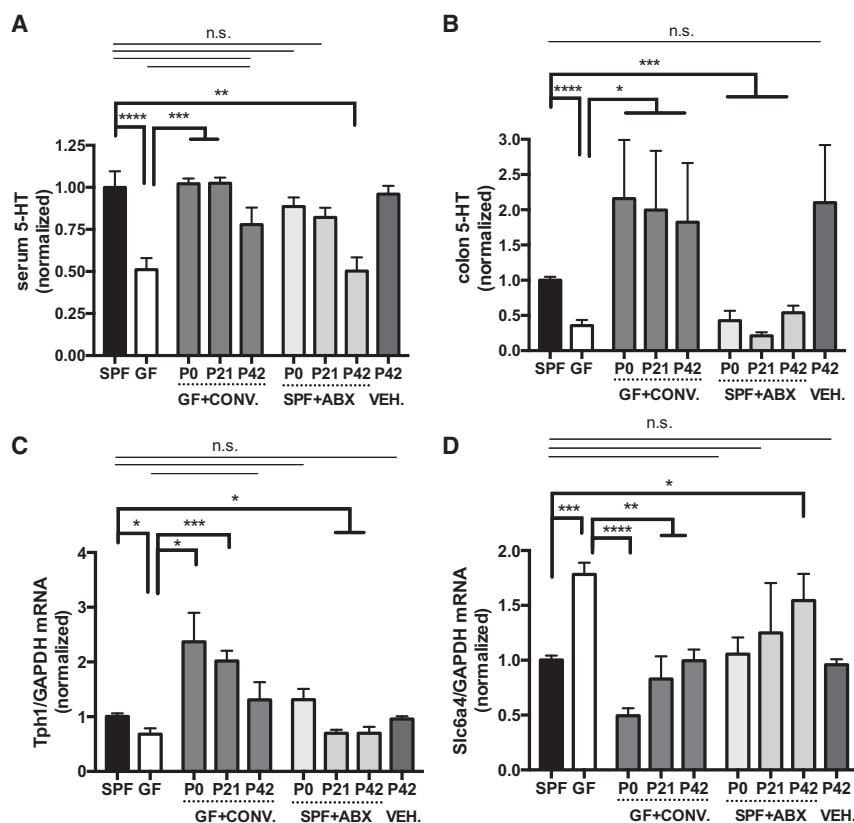 A
n.s.
**
**** ***
serum 5-HT
(normalized)
1.25
1.00
0.75
0.50
0.25
0.00
SPF GF P0 P21 P42 P0 P21 P42 P42
GF+CONV. SPF+ABX VEH.
B
n.s.
***
**** *
colon 5-HT
(normalized)
3.0
2.5
2.0
1.5
1.0
0.5
0.0
SPF GF P0 P21 P42 P0 P21 P42 P42
GF+CONV. SPF+ABX VEH.
C
n.s.
*
* ***
*
Tph1/GAPDH mRNA
(normalized)
4
3
2
1
0
SPF GF P0 P21 P42 P0 P21 P42 P42
GF+CONV. SPF+ABX VEH.
D
n.s.
*
*** **
****
Slc6a4/GAPDH mRNA
(normalized)
2.0
1.5
1.0
0.5
0.0
SPF GF P0 P21 P42 P0 P21 P42 P42
GF+CONV. SPF+ABX VEH.